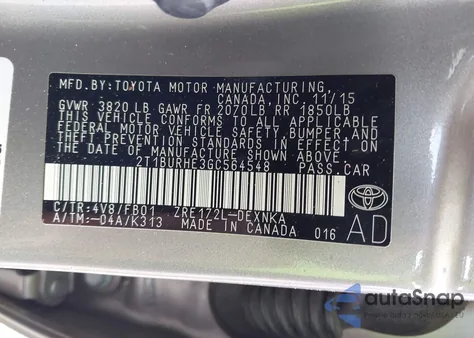 MFD.BY:TOYOTA MOTOR MANUFACTURING,
CANADA, INC. 11/15
GVWR 3820 LB GAWR FR 2070LB RR 1850LB
THIS VEHICLE CONFORMS TO ALL APPLICABLE
FEDERAL MOTOR VEHICLE SAFETY, BUMPER, AND
THEFT PREVENTION STANDARDS IN EFFECT ON
THE DATE OF MANUFACTURE SHOWN ABOVE.
2T1BURHE3GC564548 PASS.CAR
C/TR:4V8/FB01 ZRE172L-DEXNKA
A/TM:-04A/K313 MADE IN CANADA 016
AD
autoSnap